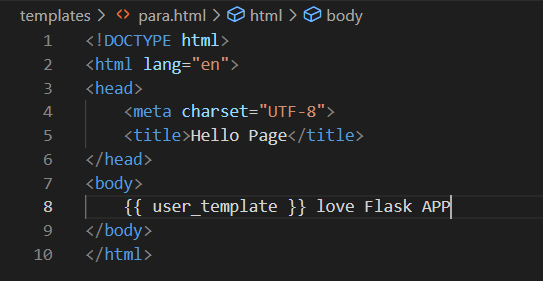 templates > para.html > html > body
1 <!DOCTYPE html>
2 <html lang="en">
3 <head>
4     <meta charset="UTF-8">
5     <title>Hello Page</title>
6 </head>
7 <body>
8     {{ user_template }} love Flask APP
9 </body>
10 </html>